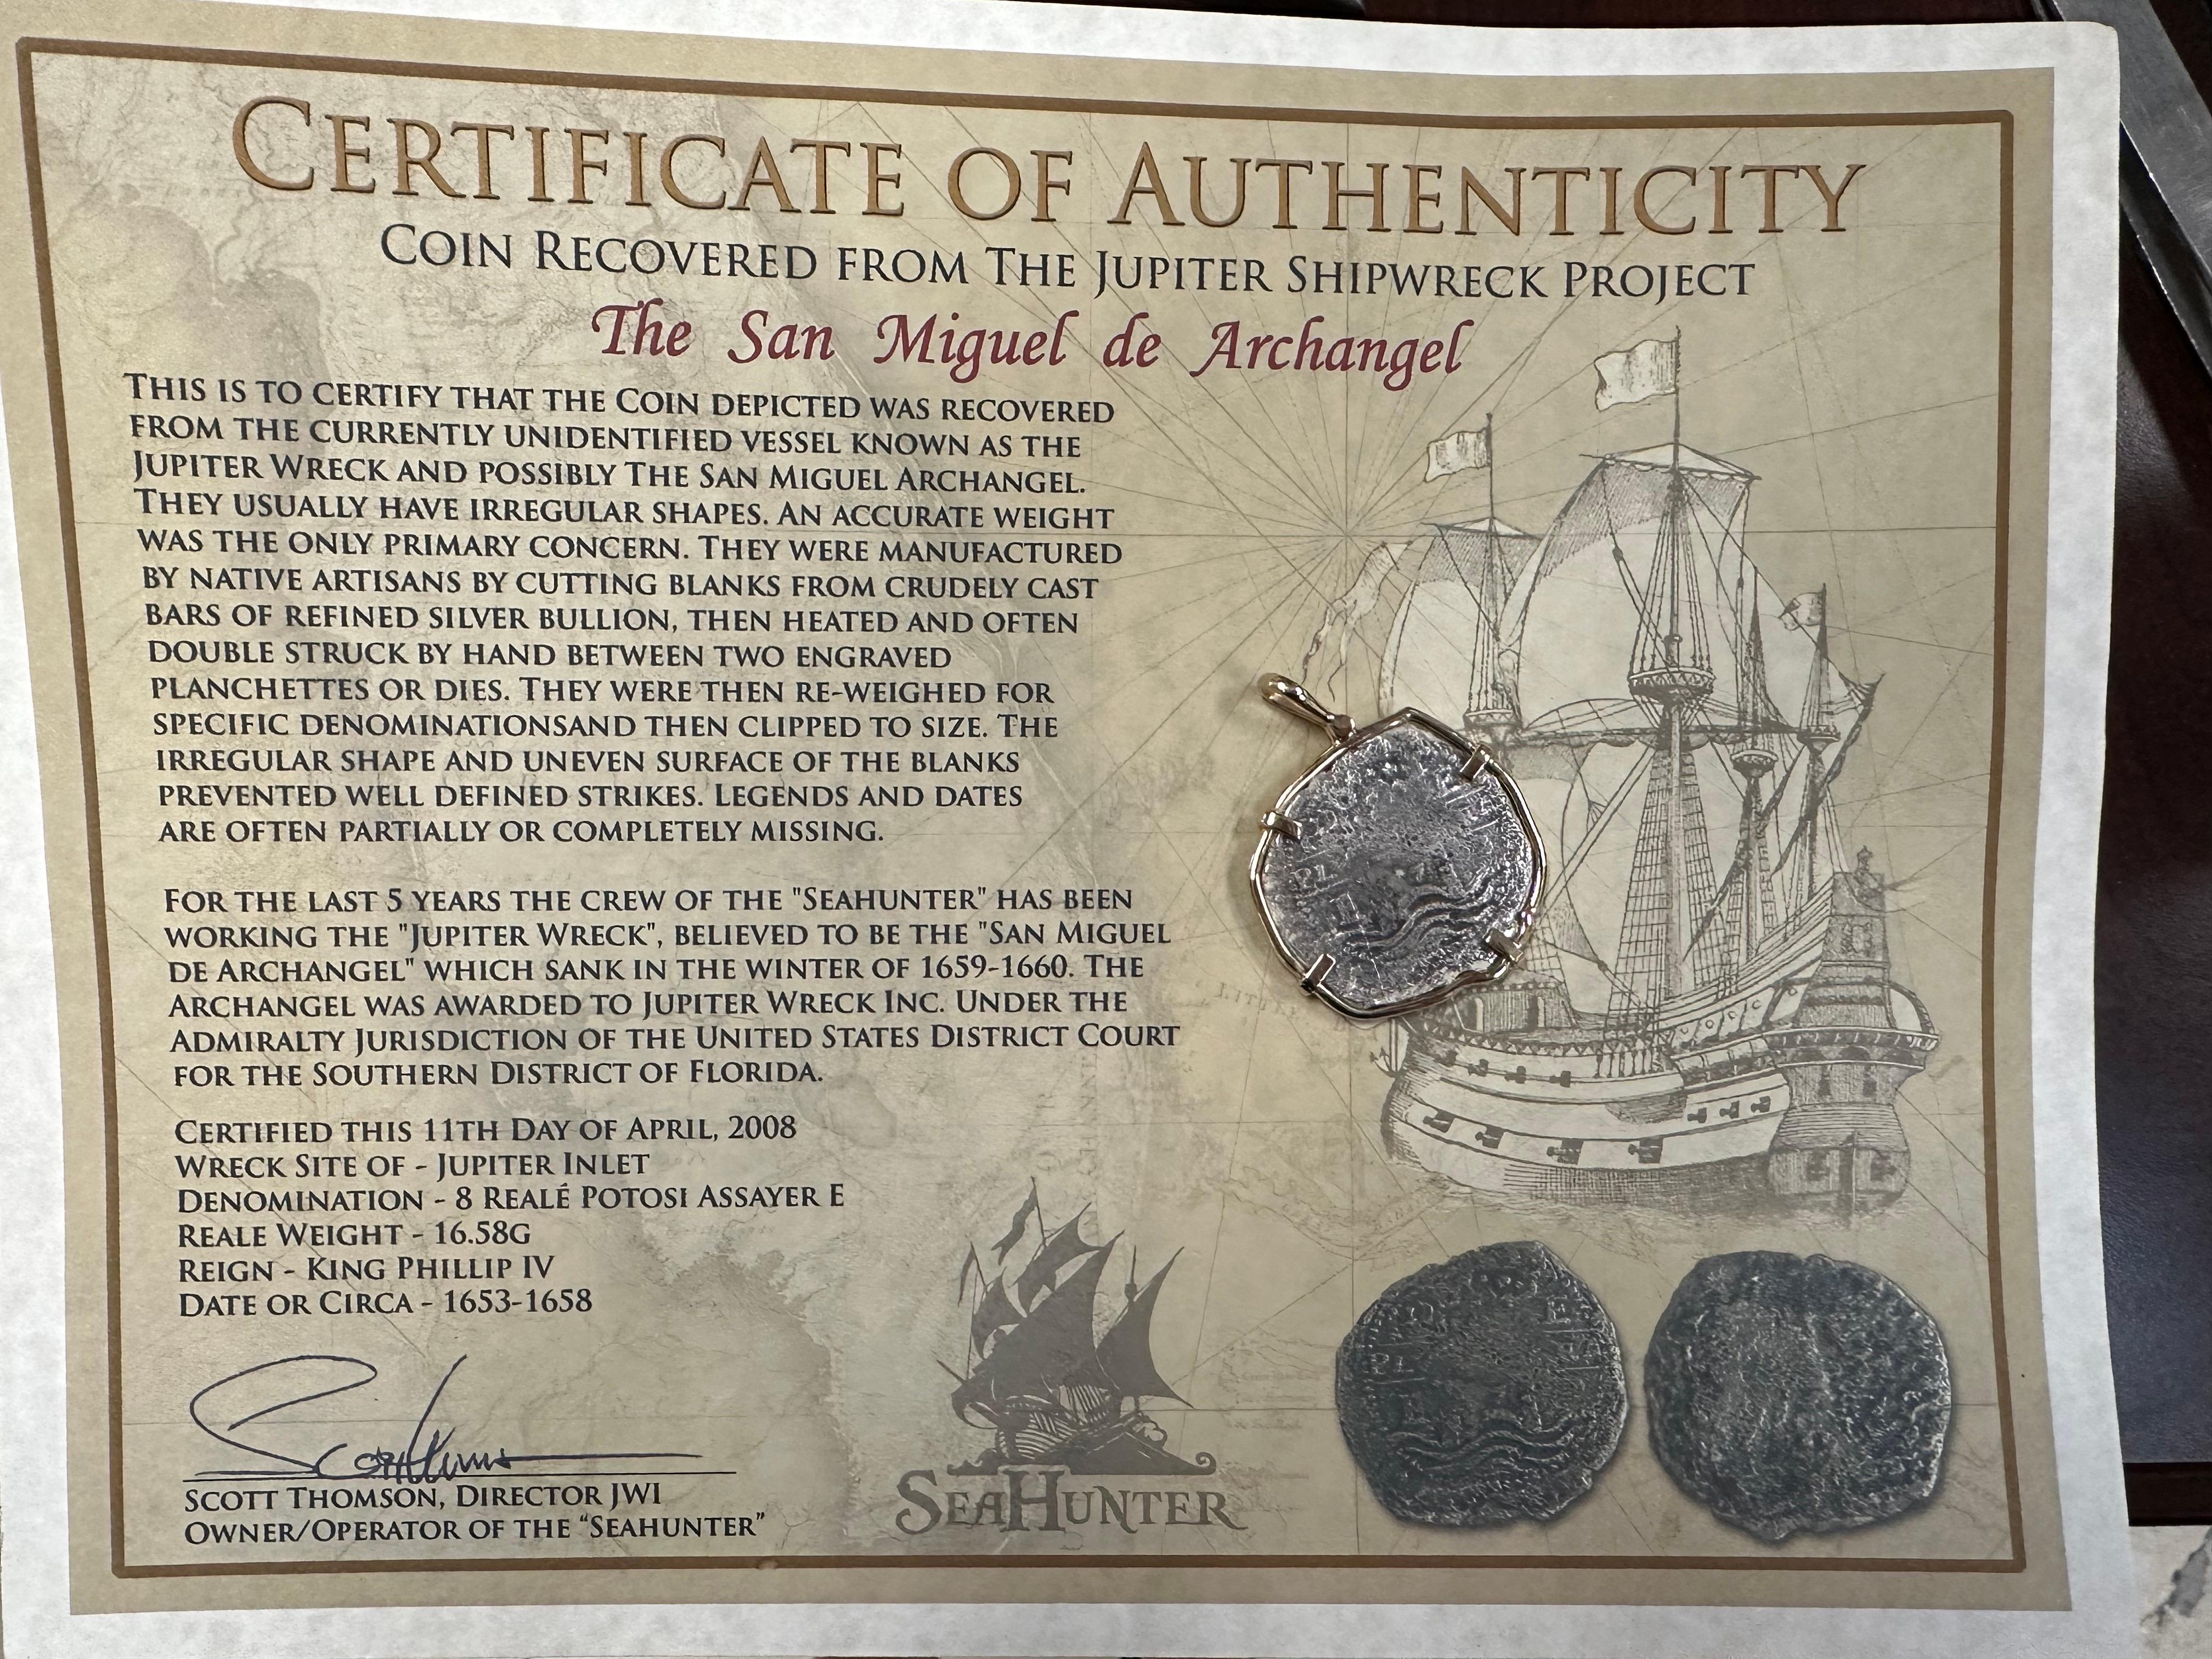 CERTIFICATE OF AUTHENTICITY
COIN RECOVERED FROM THE JUPITER SHIPWRECK PROJECT
The San Miguel de Archangel
THIS IS TO CERTIFY THAT THE COIN DEPICTED WAS RECOVERED
FROM THE CURRENTLY UNIDENTIFIED VESSEL KNOWN AS THE
JUPITER WRECK AND POSSIBLY THE SAN MIGUEL ARCHANGEL.
THEY USUALLY HAVE IRREGULAR SHAPES. AN ACCURATE WEIGHT
WAS THE ONLY PRIMARY CONCERN. THEY WERE MANUFACTURED
BY NATIVE ARTISANS BY CUTTING BLANKS FROM CRUDELY CAST
BARS OF REFINED SILVER BULLION, THEN HEATED AND OFTEN
DOUBLE STRUCK BY HAND BETWEEN TWO ENGRAVED
PLANCHETTES OR DIES. THEY WERE THEN RE-WEIGHED FOR
SPECIFIC DENOMINATIONSAND THEN CLIPPED TO SIZE. THE
IRREGULAR SHAPE AND UNEVEN SURFACE OF THE BLANKS
PREVENTED WELL DEFINED STRIKES. LEGENDS AND DATES
ARE OFTEN PARTIALLY OR COMPLETELY MISSING.
FOR THE LAST 5 YEARS THE CREW OF THE "SEAHUNTER" HAS BEEN
WORKING THE "JUPITER WRECK", BELIEVED TO BE THE "SAN MIGUEL
DE ARCHANGEL" WHICH SANK IN THE WINTER OF 1659-1660. THE
ARCHANGEL WAS AWARDED TO JUPITER WRECK INC. UNDER THE
ADMIRALTY JURISDICTION OF THE UNITED STATES DISTRICT COURT
FOR THE SOUTHERN DISTRICT OF FLORIDA.
CERTIFIED THIS 11TH DAY OF APRIL, 2008
WRECK SITE OF - JUPITER INLET
DENOMINATION - 8 REALÉ POTOSI ASSAYER E
REALE WEIGHT - 16.58G
REIGN - KING PHILLIP IV
DATE OR CIRCA - 1653-1658
SCOTT THOMSON, DIRECTOR JWI
OWNER/OPERATOR OF THE “SEAHUNTER”
SEAHUNTER